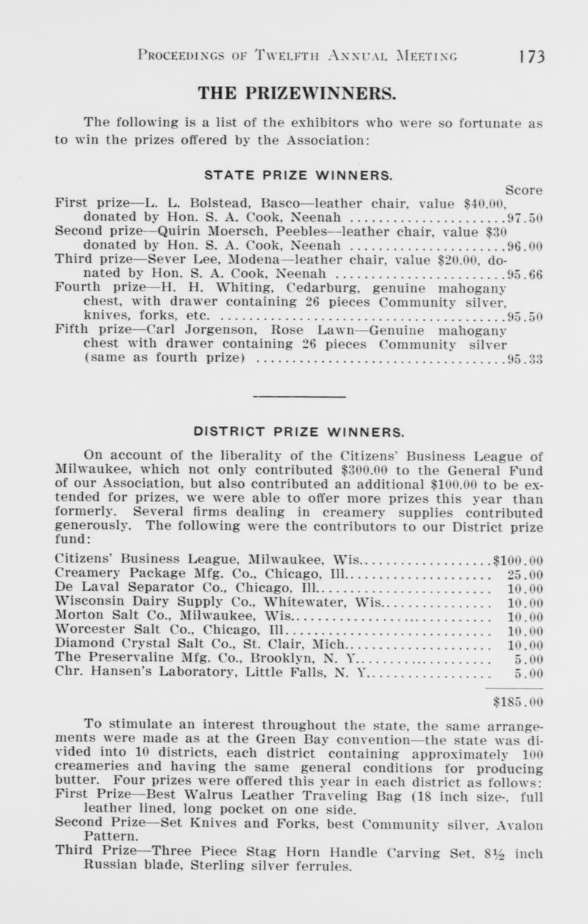 PROCEEDINGS OF TWELFTH ANNUAL MEETING 173
THE PRIZEWINNERS.
The following is a list of the exhibitors who were so fortunate as
to win the prizes offered by the Association:
STATE PRIZE WINNERS.
Score
First prize—L. L. Bolstead, Basco—leather chair, value $40.00,
donated by Hon. S. A. Cook, Neenah ......................97.50
Second prize—Quirin Moersch, Peebles—leather chair, value $30
donated by Hon. S. A. Cook, Neenah ......................96.00
Third prize—Sever Lee, Modena—leather chair, value $20.00, do-
nated by Hon. S. A. Cook, Neenah ........................95.66
Fourth prize—H. H. Whiting, Cedarburg, genuine mahogany
chest, with drawer containing 26 pieces Community silver,
knives, forks, etc. ........................................95.50
Fifth prize—Carl Jorgenson, Rose Lawn—Genuine mahogany
chest with drawer containing 26 pieces Community silver
(same as fourth prize) ...................................95.33
DISTRICT PRIZE WINNERS.
On account of the liberality of the Citizens' Business League of
Milwaukee, which not only contributed $300.00 to the General Fund
of our Association, but also contributed an additional $100.00 to be ex-
tended for prizes, we were able to offer more prizes this year than
formerly. Several firms dealing in creamery supplies contributed
generously. The following were the contributors to our District prize
fund:
Citizens' Business League, Milwaukee, Wis..................$100.00
Creamery Package Mfg. Co., Chicago, Ill.................... 25.00
De Laval Separator Co., Chicago, Ill........................ 10.00
Wisconsin Dairy Supply Co., Whitewater, Wis............... 10.00
Morton Salt Co., Milwaukee, Wis............................ 10.00
Worcester Salt Co., Chicago, Ill............................. 10.00
Diamond Crystal Salt Co., St. Clair, Mich.................... 10.00
The Preservaline Mfg. Co., Brooklyn, N. Y................... 5.00
Chr. Hansen's Laboratory, Little Falls, N. Y................. 5.00
$185.00
To stimulate an interest throughout the state, the same arrange-
ments were made as at the Green Bay convention—the state was di-
vided into 10 districts, each district containing approximately 100
creameries and having the same general conditions for producing
butter. Four prizes were offered this year in each district as follows:
First Prize—Best Walrus Leather Traveling Bag (18 inch size-, full
leather lined, long pocket on one side.
Second Prize—Set Knives and Forks, best Community silver, Avalon
Pattern.
Third Prize—Three Piece Stag Horn Handle Carving Set, 8½ inch
Russian blade, Sterling silver ferrules.